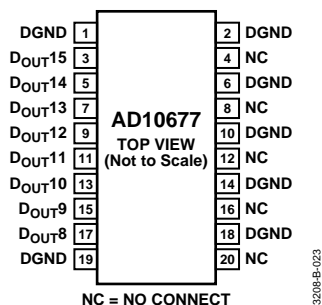 DGND 1 2 DGND
DOUT15 3 4 NC
DOUT14 5 6 DGND
DOUT13 7 8 NC
DOUT12 9 10 DGND
DOUT11 11 12 NC
DOUT10 13 14 DGND
DOUT9 15 16 NC
DOUT8 17 18 DGND
DGND 19 20 NC
AD10677
TOP VIEW
(Not to Scale)
NC = NO CONNECT
3208-B-023